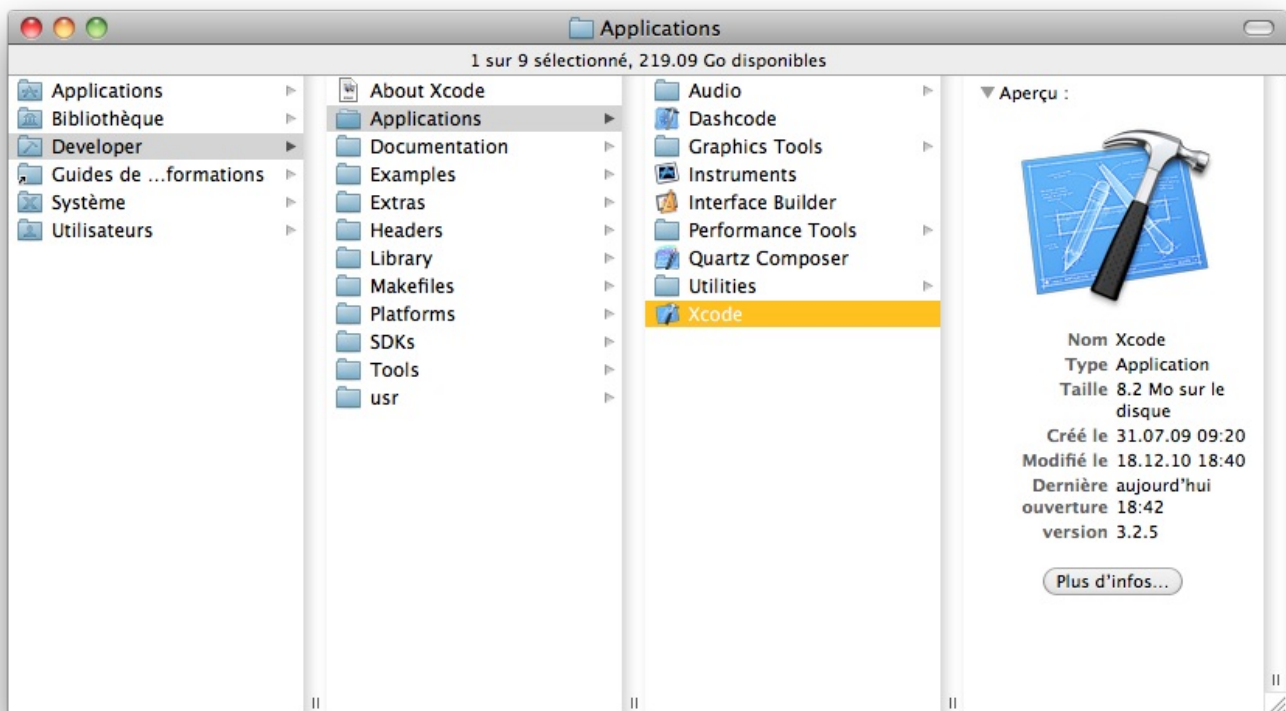 Applications
1 sur 9 sélectionné, 219.09 Go disponibles
Applications
Bibliothèque
Developer
Guides de ...formations
Système
Utilisateurs
About Xcode
Applications
Documentation
Examples
Extras
Headers
Library
Makefiles
Platforms
SDKs
Tools
usr
Audio
Dashcode
Graphics Tools
Instruments
Interface Builder
Performance Tools
Quartz Composer
Utilities
Xcode
Aperçu :
Nom Xcode
Type Application
Taille 8.2 Mo sur le
disque
Créé le 31.07.09 09:20
Modifié le 18.12.10 18:40
Dernière aujourd'hui
ouverture 18:42
version 3.2.5
Plus d'infos...